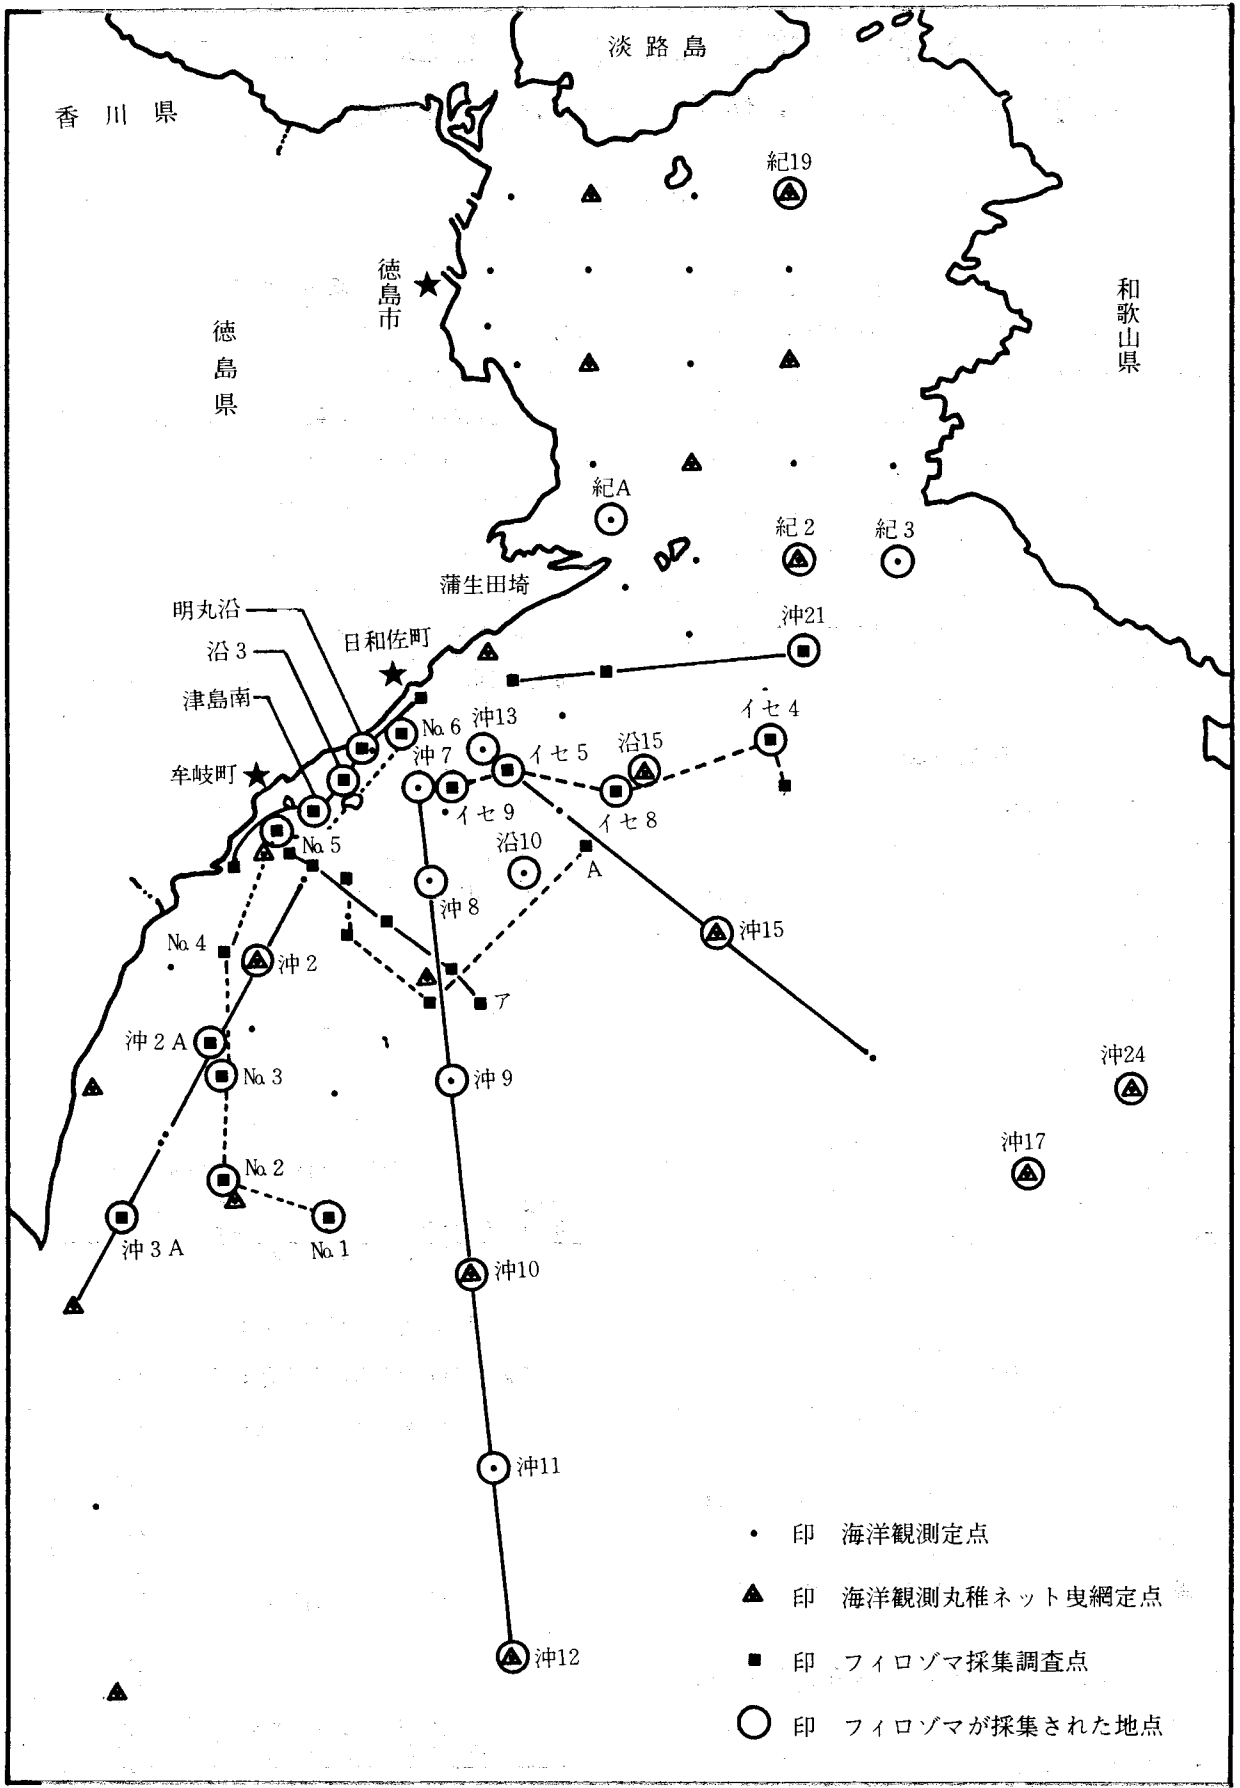 淡路島
香川県
紀19
徳島市
和歌山県
徳島県
紀A
紀2
紀3
蒲生田埼
明丸沿
沖21
日和佐町
沿3
津島南
イセ4
No.6
沖13
沖7
イセ5
沿15
牟岐町
イセ9
イセ8
No.5
沿10
A
沖8
沖15
No.4
沖2
ア
沖2A
沖24
No.3
沖9
沖17
No.2
沖3A
No.1
沖10
沖11
・ 印 海洋観測定点
▲ 印 海洋観測丸稚ネット曳網定点
■ 印 フィロゾマ採集調査点
沖12
○ 印 フィロゾマが採集された地点